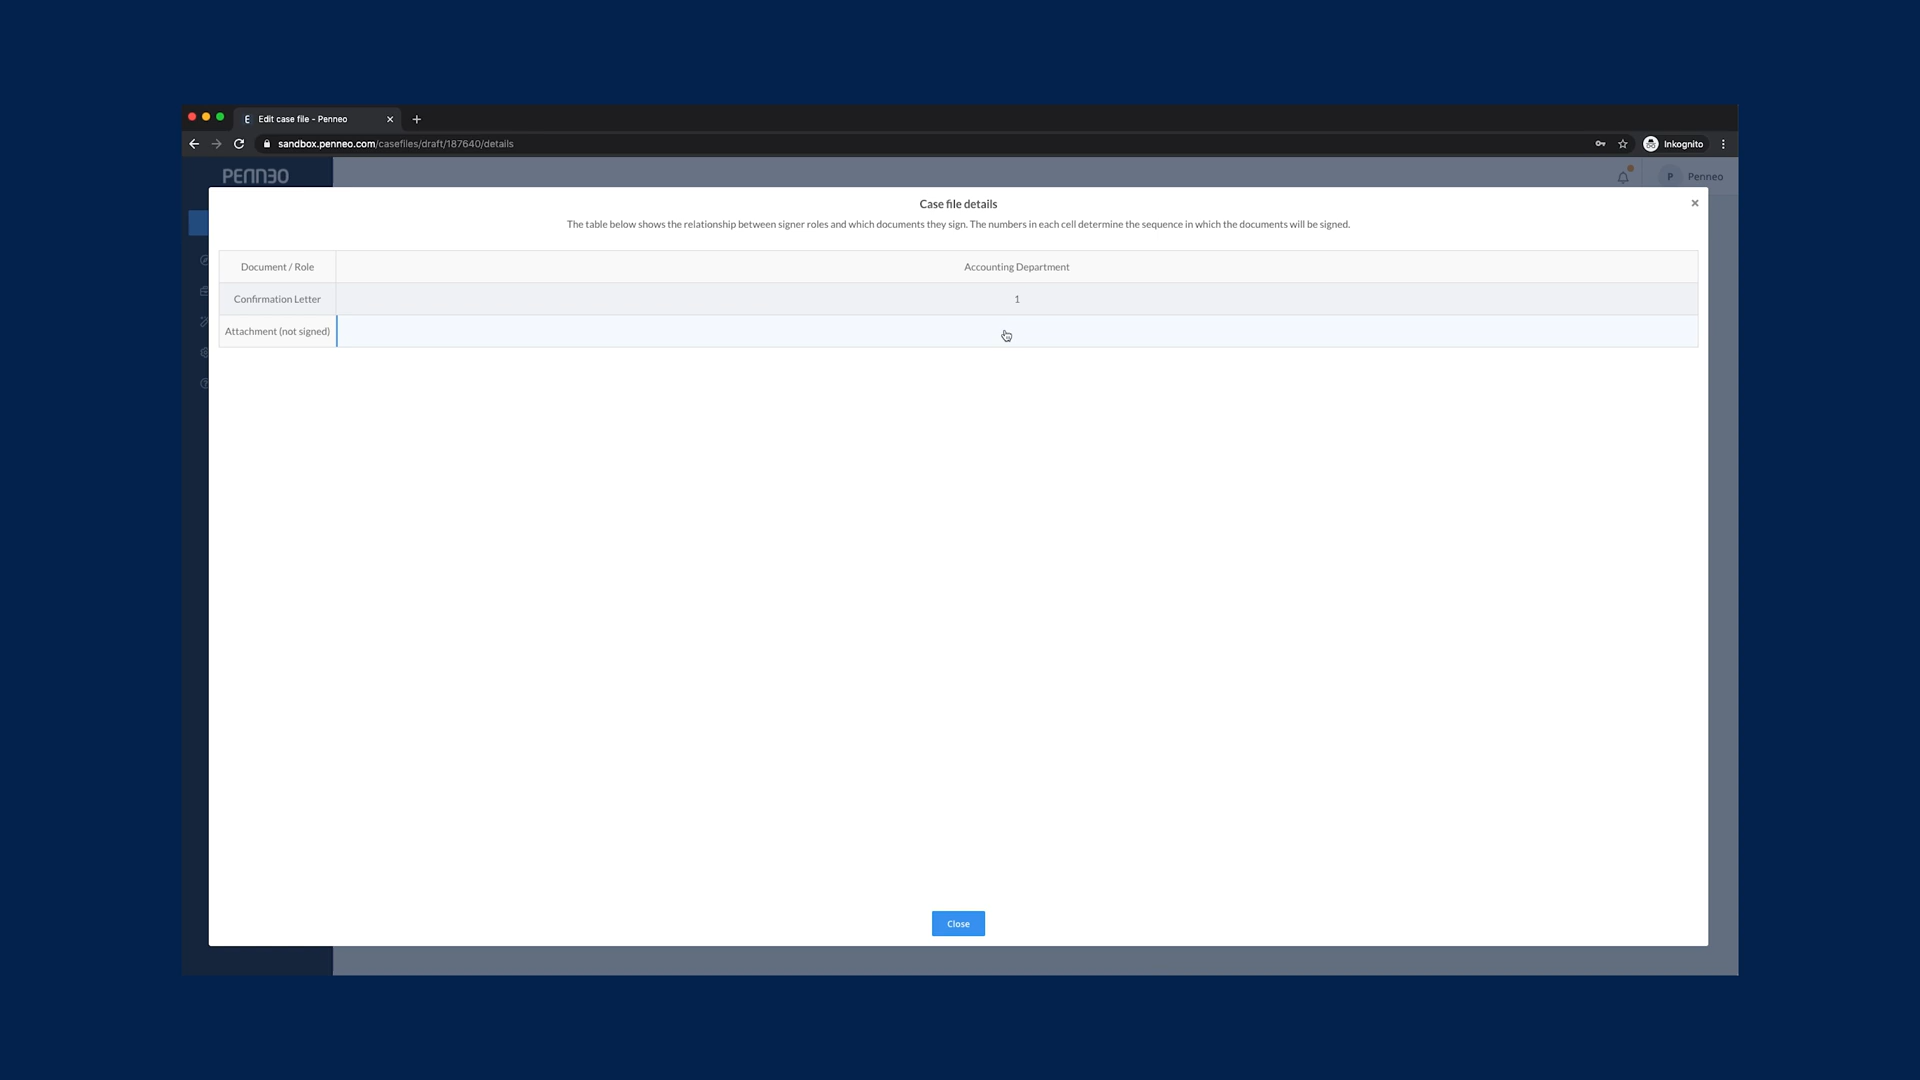 Edit case file - Penneo
sandbox.penneo.com/casefiles/draft/187640/details
Inkognito
PENNEO
P Penneo
Case file details
The table below shows the relationship between signer roles and which documents they sign. The numbers in each cell determine the sequence in which the documents will be signed.
Document / Role Accounting Department
Confirmation Letter 1
Attachment (not signed)
Close